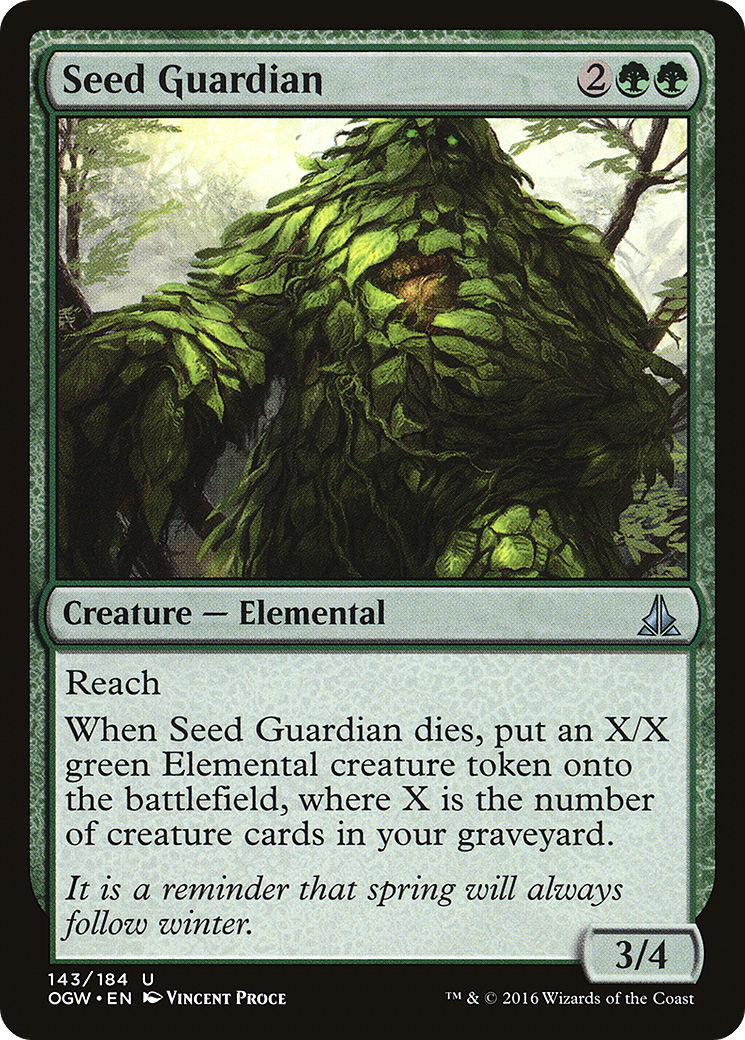 Seed Guardian 2
Creature — Elemental
Reach
When Seed Guardian dies, put an X/X
green Elemental creature token onto
the battlefield, where X is the number
of creature cards in your graveyard.
It is a reminder that spring will always
follow winter.
3/4
143/184 U
OGW • EN Vincent Proce
™ & © 2016 Wizards of the Coast